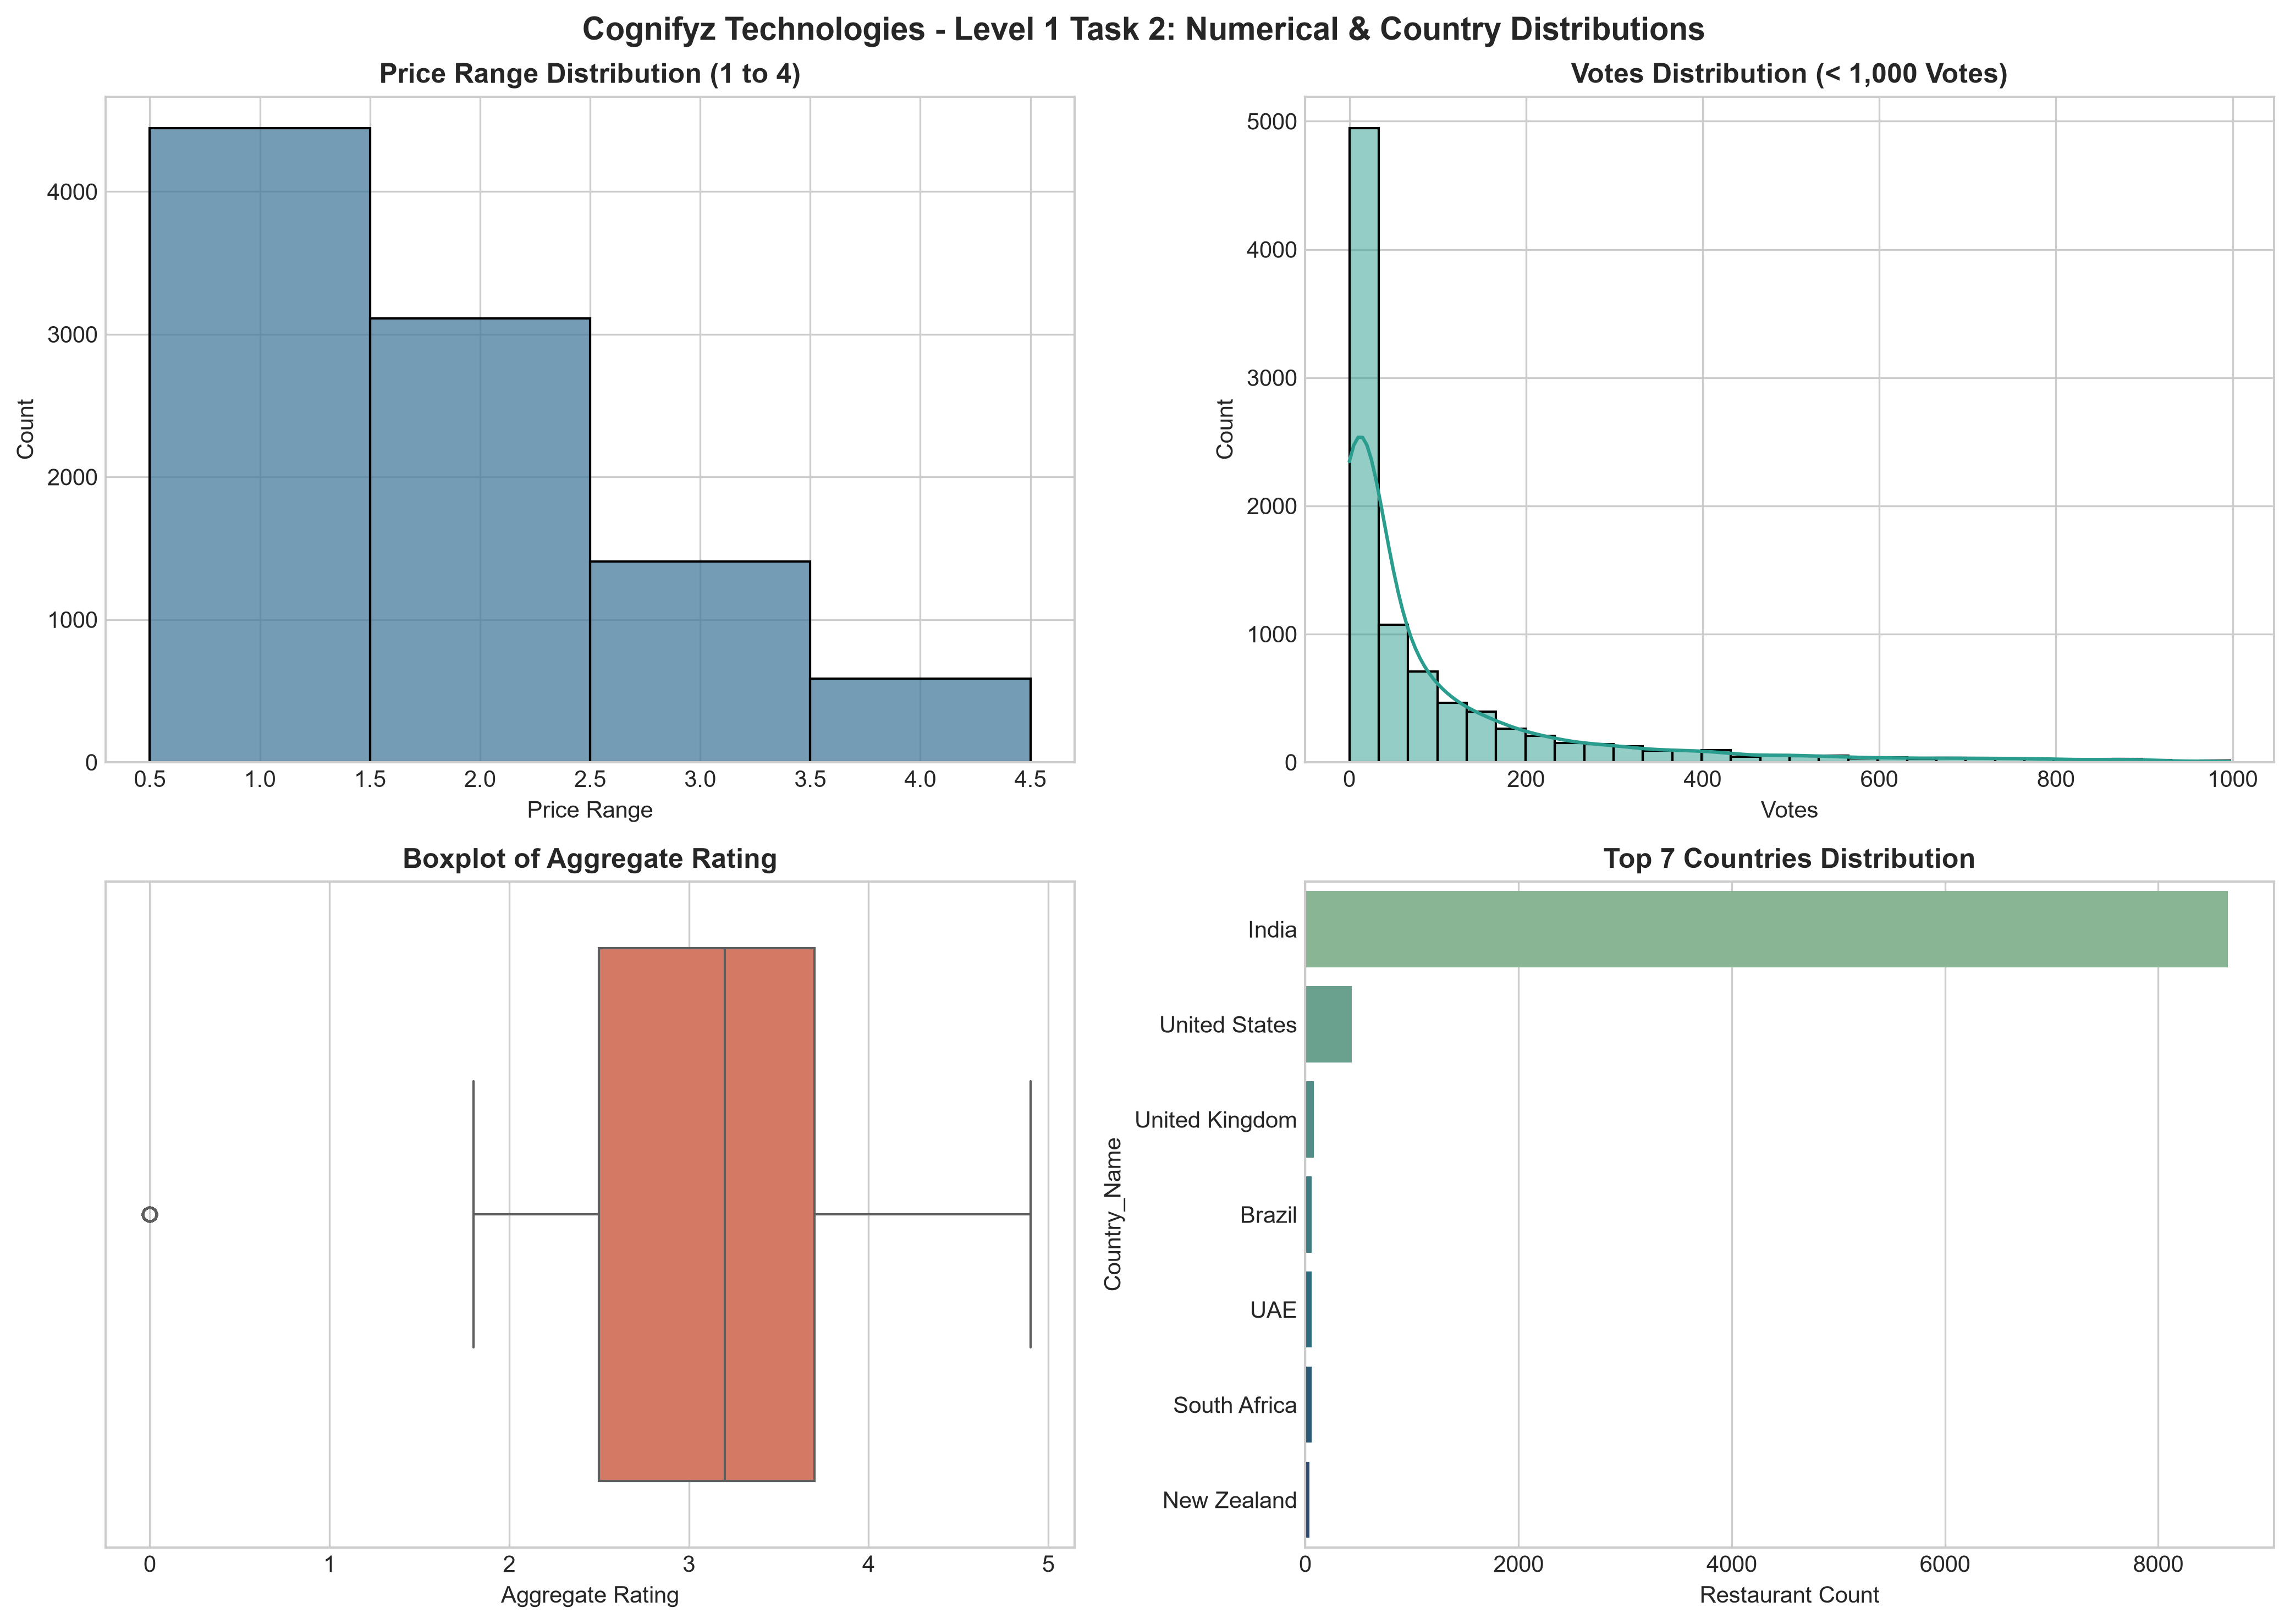 Cognifyz Technologies - Level 1 Task 2: Numerical & Country Distributions
Price Range Distribution (1 to 4)
Count
4000
3000
2000
1000
0
0.5 1.0 1.5 2.0 2.5 3.0 3.5 4.0 4.5
Price Range
Votes Distribution (< 1,000 Votes)
Count
5000
4000
3000
2000
1000
0
0 200 400 600 800 1000
Votes
Boxplot of Aggregate Rating
0 1 2 3 4 5
Aggregate Rating
Top 7 Countries Distribution
Country_Name
India
United States
United Kingdom
Brazil
UAE
South Africa
New Zealand
0 2000 4000 6000 8000
Restaurant Count